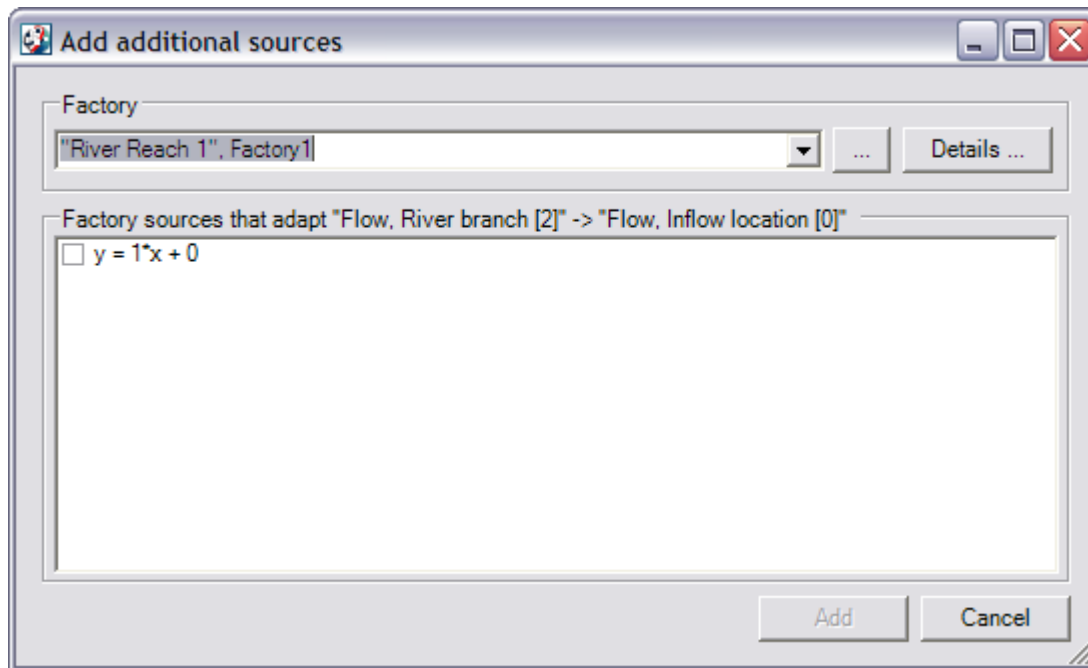 Add additional sources
Factory
"River Reach 1", Factory1
...
Details ...
Factory sources that adapt "Flow, River branch [2]" -> "Flow, Inflow location [0]"
y = 1*x + 0
Add
Cancel